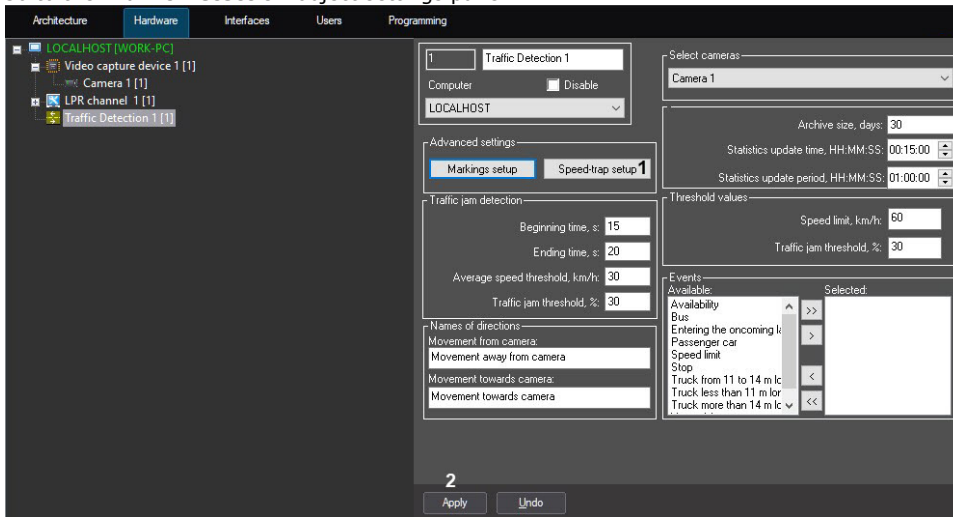 Architecture Hardware Interfaces Users Programming
LOCALHOST [WORK-PC]
Video capture device 1 [1]
Camera 1 [1]
LPR channel 1 [1]
Traffic Detection 1 [1]
1 Traffic Detection 1
Computer Disable
LOCALHOST
Select cameras
Camera 1
Archive size, days: 30
Statistics update time, HH:MM:SS: 00:15:00
Statistics update period, HH:MM:SS: 01:00:00
Advanced settings
Markings setup Speed-trap setup 1
Traffic jam detection
Beginning time, s: 15
Ending time, s: 20
Average speed threshold, km/h: 30
Traffic jam threshold, %: 30
Threshold values
Speed limit, km/h: 60
Traffic jam threshold, %: 30
Names of directions
Movement from camera:
Movement away from camera
Movement towards camera:
Movement towards camera
Events
Available: Selected:
Availability
Bus
Entering the oncoming la
Passenger car
Speed limit
Stop
Truck from 11 to 14 m lo
Truck less than 11 m lon
Truck more than 14 m lo
>>
>
<
<<
2
Apply Undo